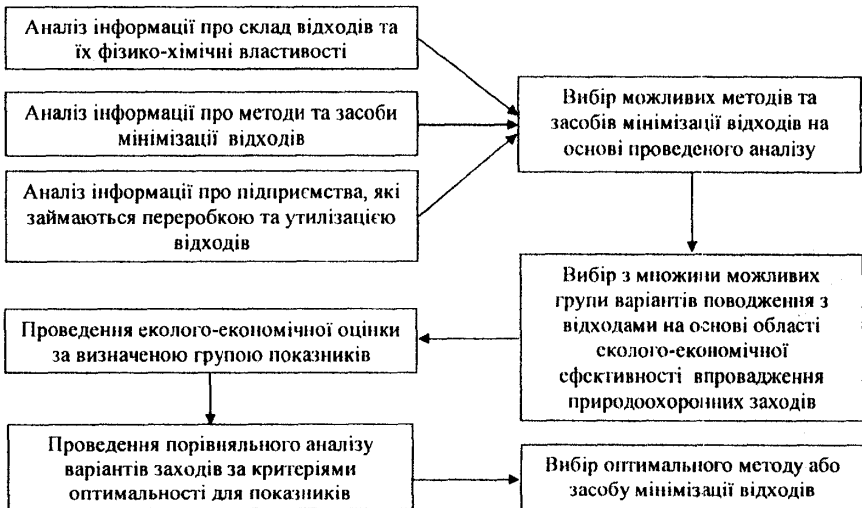 Аналіз інформації про склад відходів та
їх фізико-хімічні властивості
Аналіз інформації про методи та засоби
мінімізації відходів
Аналіз інформації про підприємства, які
займаються переробкою та утилізацією
відходів
Вибір можливих методів та
засобів мінімізації відходів на
основі проведеного аналізу
Вибір з множини можливих
групи варіантів поводження з
відходами на основі області
еколого-економічної
ефективності впровадження
природоохоронних заходів
Проведення еколого-економічної оцінки
за визначеною групою показників
Проведення порівняльного аналізу
варіантів заходів за критеріями
оптимальності для показників
Вибір оптимального методу або
засобу мінімізації відходів